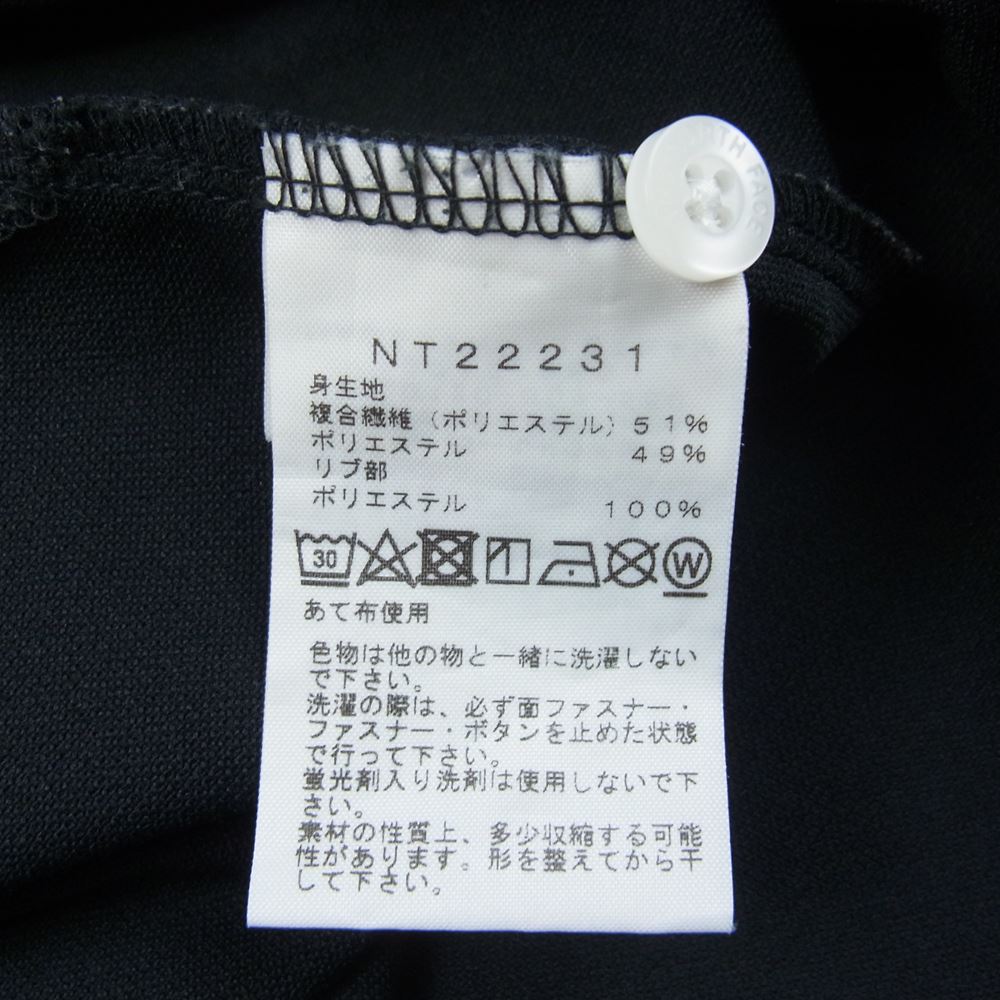 RTH FACE
NT22231
身生地
複合繊維(ポリエステル) 51%
ポリエステル 49%
リブ部
ポリエステル 100%
30
W
あて布使用
色物は他の物と一緒に洗濯しない
で下さい。
洗濯の際は、必ず面ファスナー・
ファスナー・ボタンを止めた状態
で行って下さい。
蛍光剤入り洗剤は使用しないで下
さい。
素材の性質上、多少収縮する可能
性があります。形を整えてから干
して下さい。